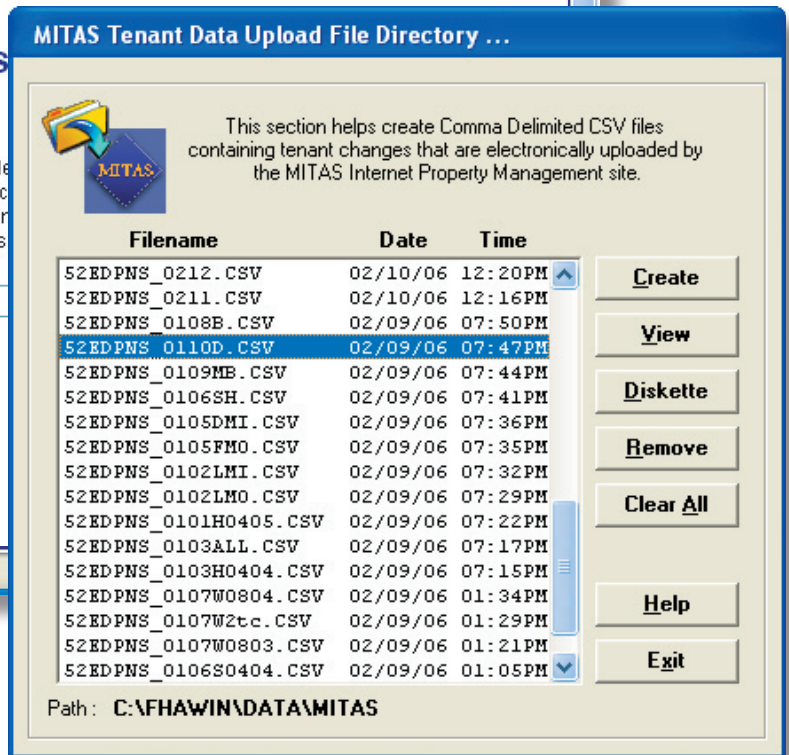 MITAS Tenant Data Upload File Directory ...
MITAS
This section helps create Comma Delimited CSV files
containing tenant changes that are electronically uploaded by
the MITAS Internet Property Management site.
Filename Date Time
52EDPNS_0212.CSV 02/10/06 12:20PM
52EDPNS_0211.CSV 02/10/06 12:16PM
52EDPNS_0108B.CSV 02/09/06 07:50PM
52EDPNS_0110D.CSV 02/09/06 07:47PM
52EDPNS_0109MB.CSV 02/09/06 07:44PM
52EDPNS_0106SH.CSV 02/09/06 07:41PM
52EDPNS_0105DMI.CSV 02/09/06 07:36PM
52EDPNS_0105FMO.CSV 02/09/06 07:35PM
52EDPNS_0102LMI.CSV 02/09/06 07:32PM
52EDPNS_0102LMO.CSV 02/09/06 07:29PM
52EDPNS_0101H0405.CSV 02/09/06 07:22PM
52EDPNS_0103ALL.CSV 02/09/06 07:17PM
52EDPNS_0103H0404.CSV 02/09/06 07:15PM
52EDPNS_0107W0804.CSV 02/09/06 01:34PM
52EDPNS_0107W2tc.CSV 02/09/06 01:29PM
52EDPNS_0107W0803.CSV 02/09/06 01:21PM
52EDPNS_0106S0404.CSV 02/09/06 01:05PM
Create
View
Diskette
Remove
Clear All
Help
Exit
Path : C:\FHAWIN\DATA\MITAS